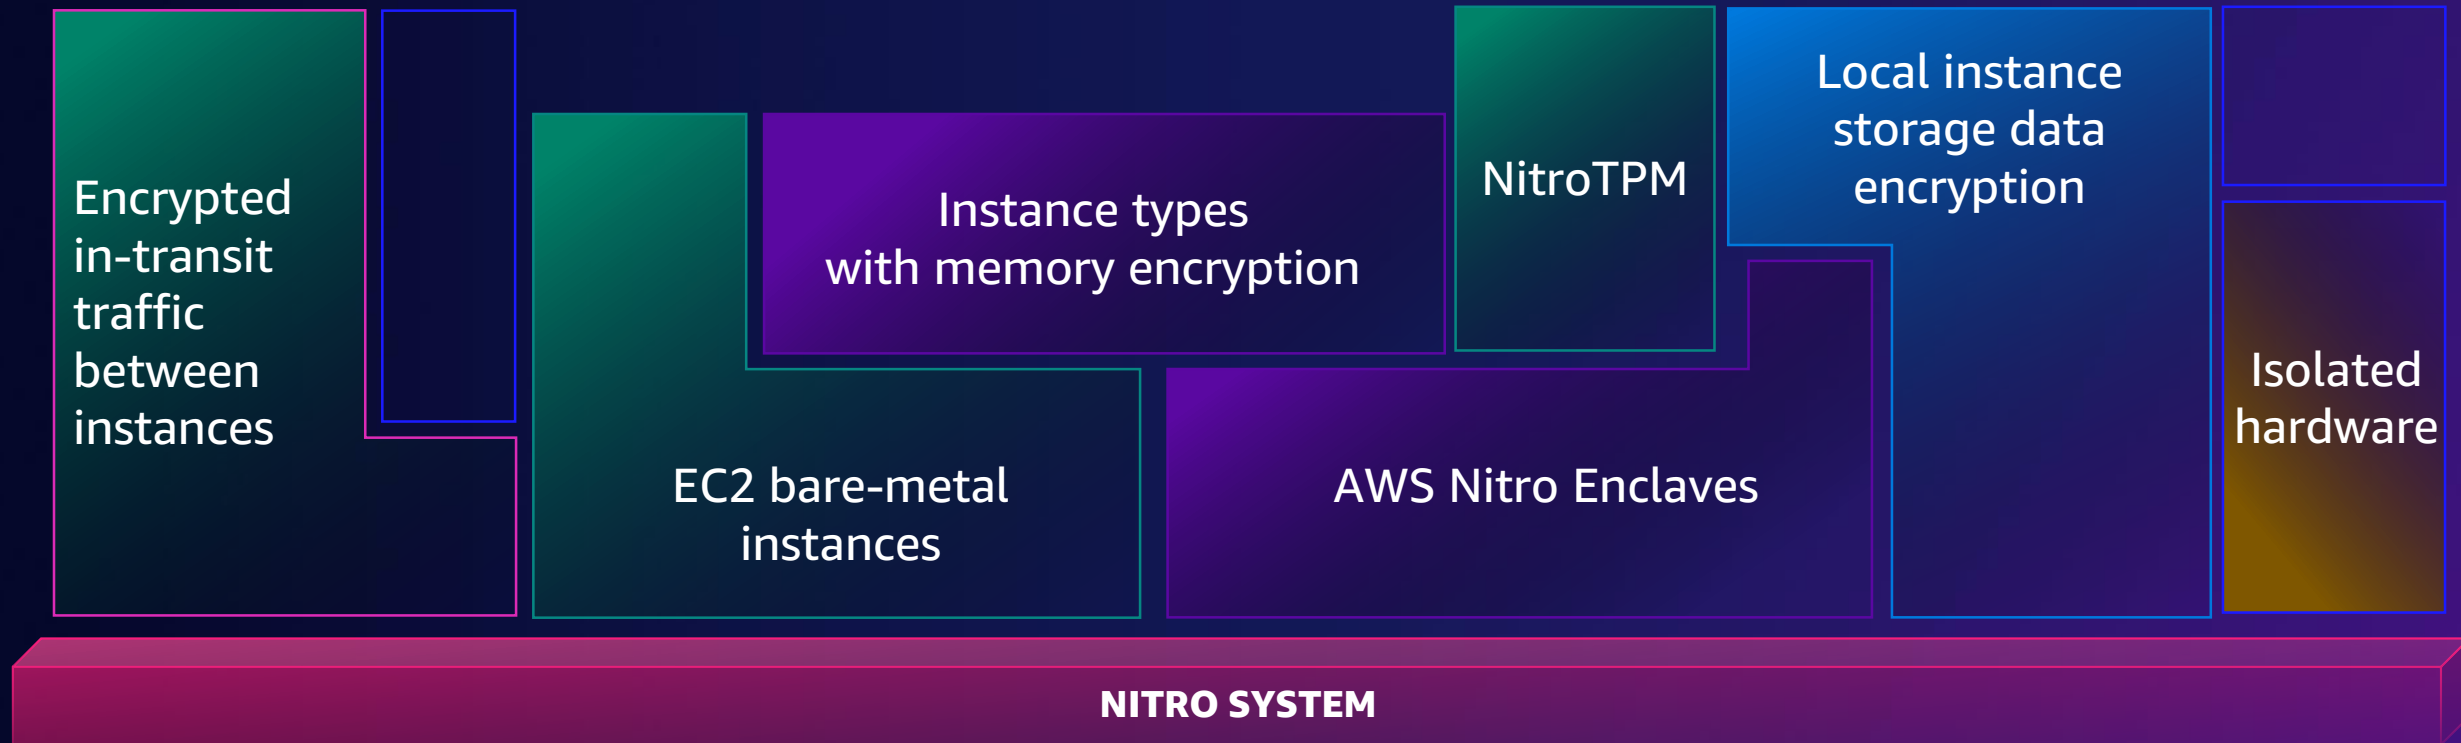 Encrypted
in-transit
traffic
between
instances
EC2 bare-metal
instances
Instance types
with memory encryption
NitroTPM
AWS Nitro Enclaves
Local instance
storage data
encryption
Isolated
hardware
NITRO SYSTEM